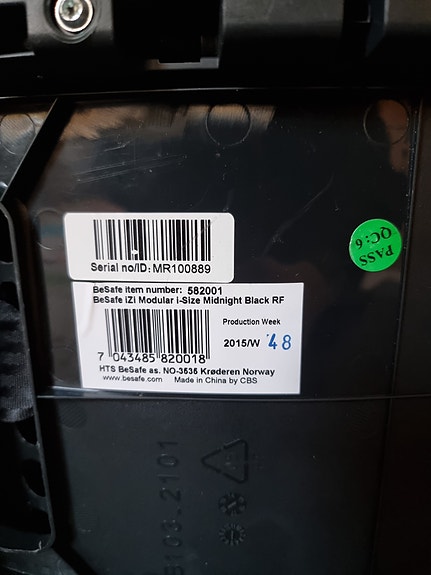 Serial no/ID: MR100889
BeSafe item number: 582001
BeSafe iZi Modular i-Size Midnight Black RF
Production Week
2015/W 48
7 043485 820018
HTS BeSafe as. NO-3535 Krøderen Norway
www.besafe.com Made in China by CBS
PASS
QC: 6
B103_2101